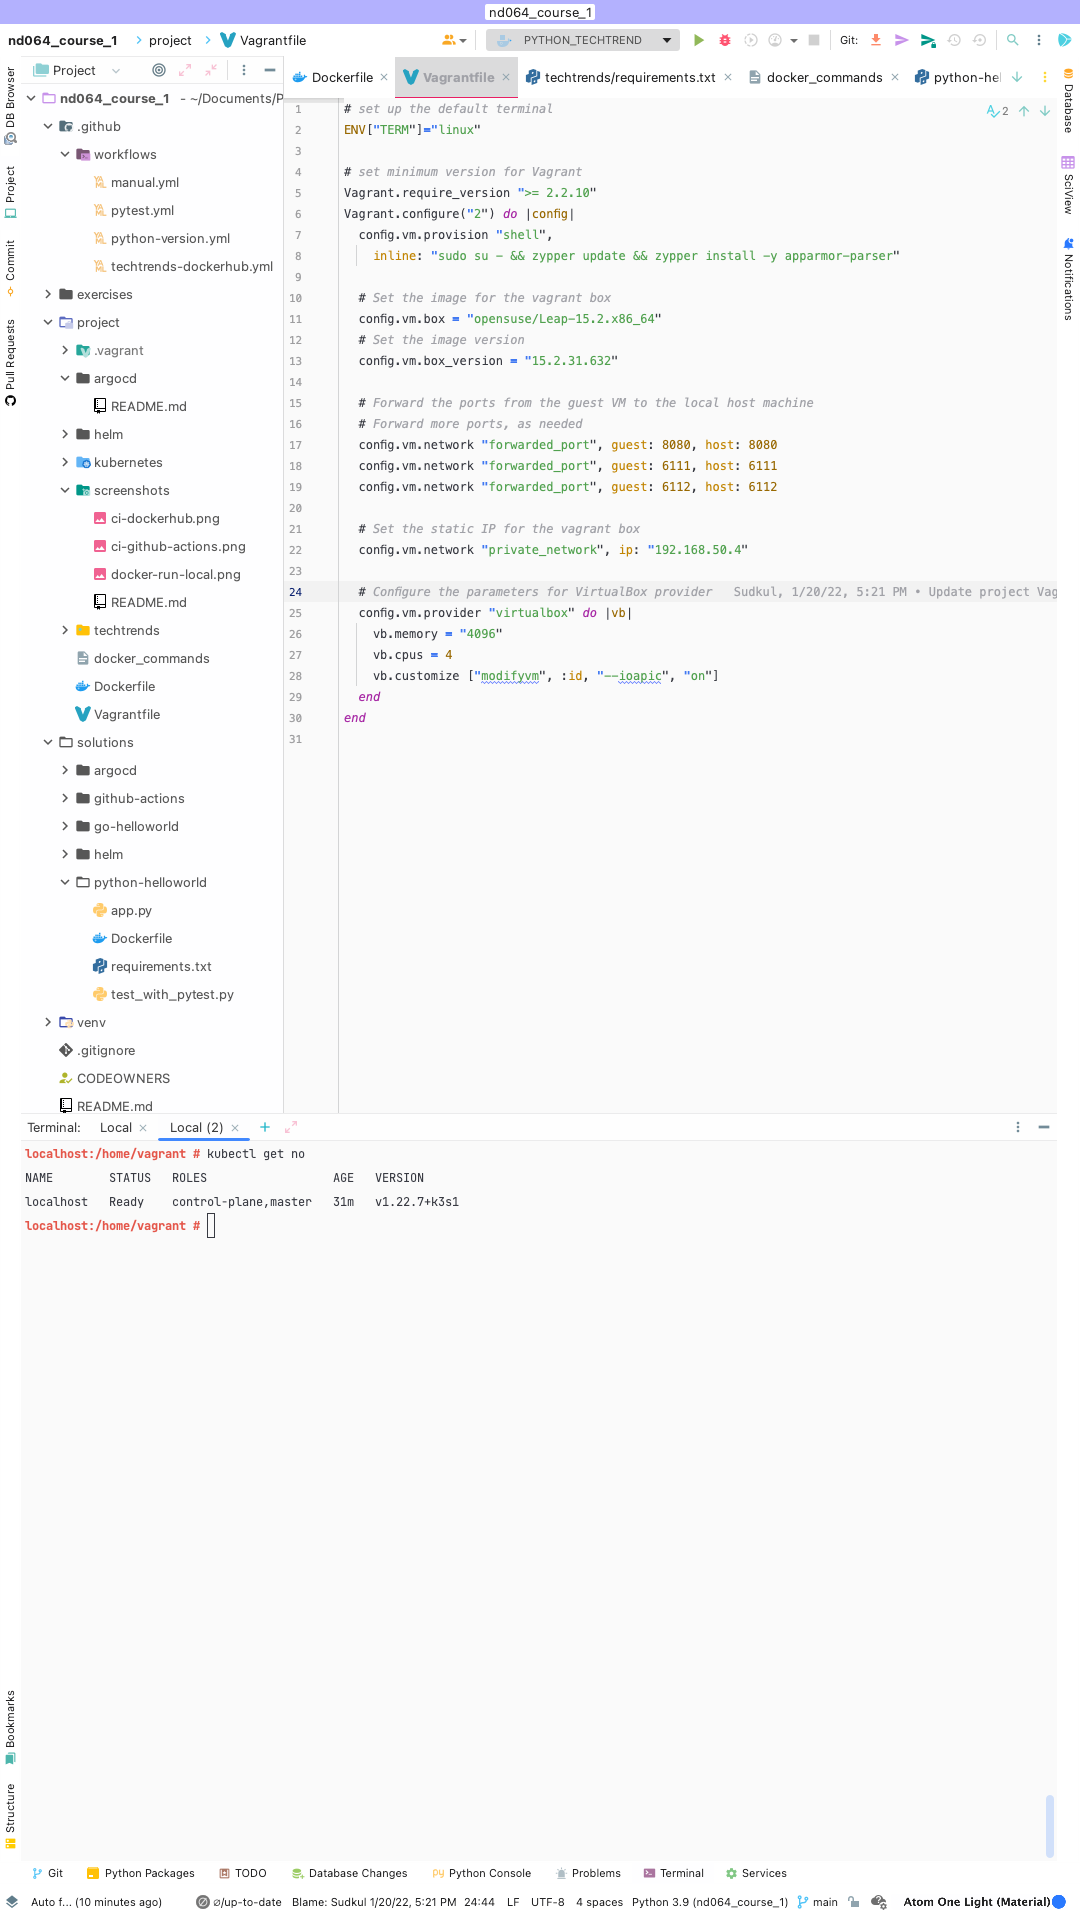 nd064_course_1
nd064_course_1 > project > Vagrantfile
PYTHON_TECHTREND
Git:
Project
Dockerfile
Vagrantfile
techtrends/requirements.txt
docker_commands
python-hel
DB Browser
Project
Commit
Pull Requests
Bookmarks
Structure
Database
SciView
Notifications
nd064_course_1 - ~/Documents/P
.github
workflows
manual.yml
pytest.yml
python-version.yml
techtrends-dockerhub.yml
exercises
project
.vagrant
argocd
README.md
helm
kubernetes
screenshots
ci-dockerhub.png
ci-github-actions.png
docker-run-local.png
README.md
techtrends
docker_commands
Dockerfile
Vagrantfile
solutions
argocd
github-actions
go-helloworld
helm
python-helloworld
app.py
Dockerfile
requirements.txt
test_with_pytest.py
venv
.gitignore
CODEOWNERS
README.md
2
1 # set up the default terminal
2 ENV["TERM"]="linux"
3
4 # set minimum version for Vagrant
5 Vagrant.require_version ">= 2.2.10"
6 Vagrant.configure("2") do |config|
7 config.vm.provision "shell",
8 inline: "sudo su - && zypper update && zypper install -y apparmor-parser"
9
10 # Set the image for the vagrant box
11 config.vm.box = "opensuse/Leap-15.2.x86_64"
12 # Set the image version
13 config.vm.box_version = "15.2.31.632"
14
15 # Forward the ports from the guest VM to the local host machine
16 # Forward more ports, as needed
17 config.vm.network "forwarded_port", guest: 8080, host: 8080
18 config.vm.network "forwarded_port", guest: 6111, host: 6111
19 config.vm.network "forwarded_port", guest: 6112, host: 6112
20
21 # Set the static IP for the vagrant box
22 config.vm.network "private_network", ip: "192.168.50.4"
23
24 # Configure the parameters for VirtualBox provider Sudkul, 1/20/22, 5:21 PM • Update project Vag
25 config.vm.provider "virtualbox" do |vb|
26 vb.memory = "4096"
27 vb.cpus = 4
28 vb.customize ["modifyvm", :id, "--ioapic", "on"]
29 end
30 end
31
Terminal: Local Local (2)
localhost:/home/vagrant # kubectl get no
NAME STATUS ROLES AGE VERSION
localhost Ready control-plane,master 31m v1.22.7+k3s1
localhost:/home/vagrant #
Git Python Packages TODO Database Changes Python Console Problems Terminal Services
Auto f... (10 minutes ago) ⌀/up-to-date Blame: Sudkul 1/20/22, 5:21 PM 24:44 LF UTF-8 4 spaces Python 3.9 (nd064_course_1) main Atom One Light (Material)